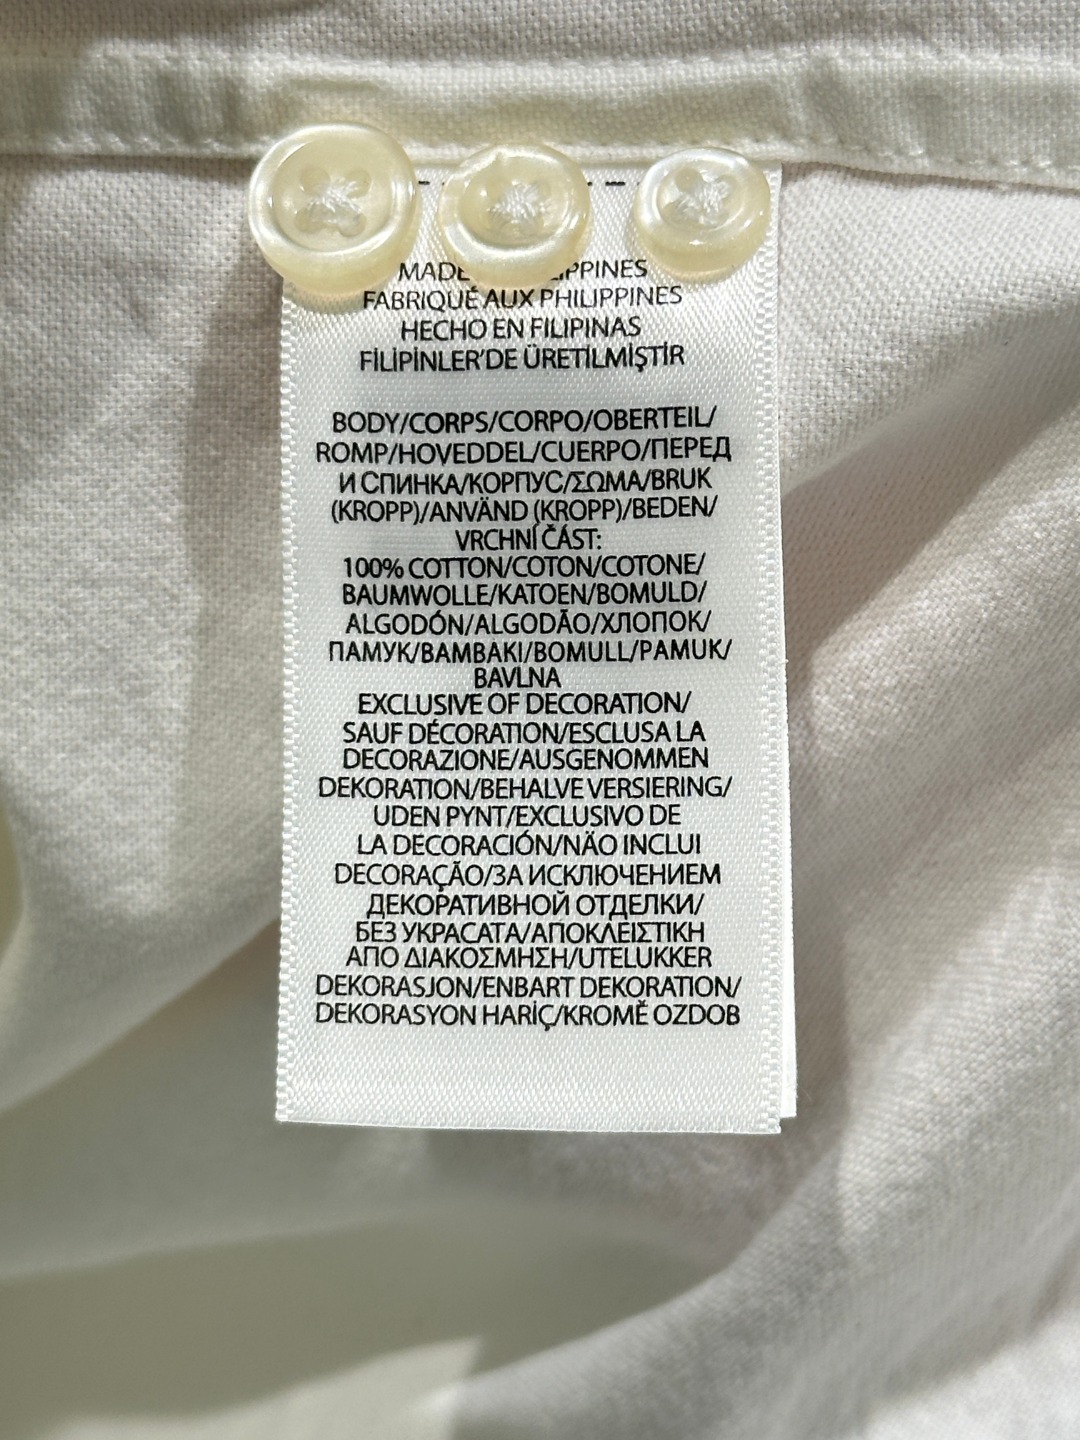 MADE PPINES
FABRIQUÉ AUX PHILIPPINES
HECHO EN FILIPINAS
FİLİPİNLER'DE ÜRETİLMİŞTİR
BODY/CORPS/CORPO/OBERTEIL/
ROMP/HOVEDDEL/CUERPO/ПЕРЕД
И СПИНКА/КОРПУС/ΣΩΜΑ/BRUK
(KROPP)/ANVÄND (KROPP)/BEDEN/
VRCHNÍ ČÁST:
100% COTTON/COTON/COTONE/
BAUMWOLLE/KATOEN/BOMULD/
ALGODÓN/ALGODÃO/ХЛОПОК/
ПАМУК/ΒΑΜΒΑΚΙ/BOMULL/PAMUK/
BAVLNA
EXCLUSIVE OF DECORATION/
SAUF DÉCORATION/ESCLUSA LA
DECORAZIONE/AUSGENOMMEN
DEKORATION/BEHALVE VERSIERING/
UDEN PYNT/EXCLUSIVO DE
LA DECORACIÓN/NÃO INCLUI
DECORAÇÃO/ЗА ИСКЛЮЧЕНИЕМ
ДЕКОРАТИВНОЙ ОТДЕЛКИ/
БЕЗ УКРАСАТА/ΑΠΟΚΛΕΙΣΤΙΚΗ
ΑΠΟ ΔΙΑΚΟΣΜΗΣΗ/UTELUKKER
DEKORASJON/ENBART DEKORATION/
DEKORASYON HARİÇ/KROMĚ OZDOB